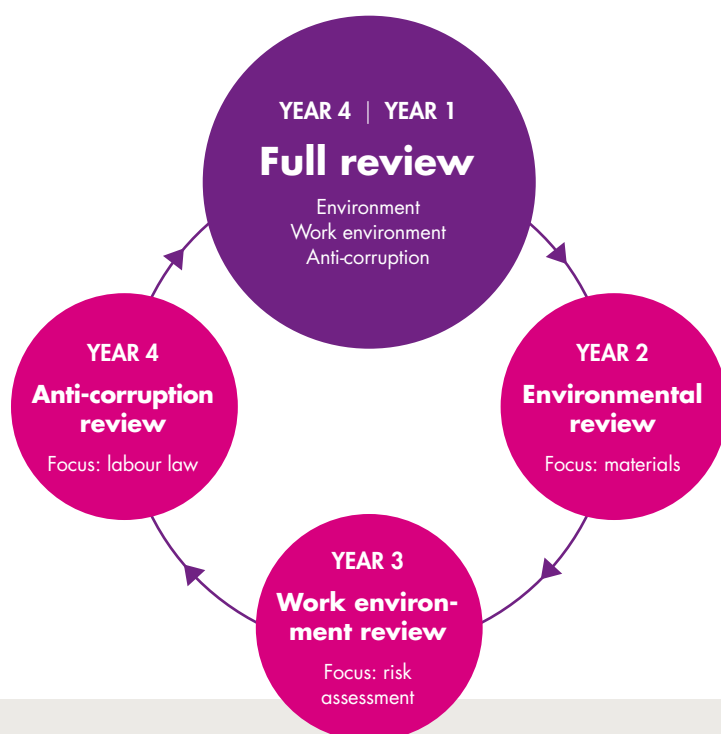 YEAR 4 | YEAR 1
Full review
Environment
Work environment
Anti-corruption
YEAR 4
Anti-corruption
review
Focus: labour law
YEAR 2
Environmental
review
Focus: materials
YEAR 3
Work environ-
ment review
Focus: risk
assessment